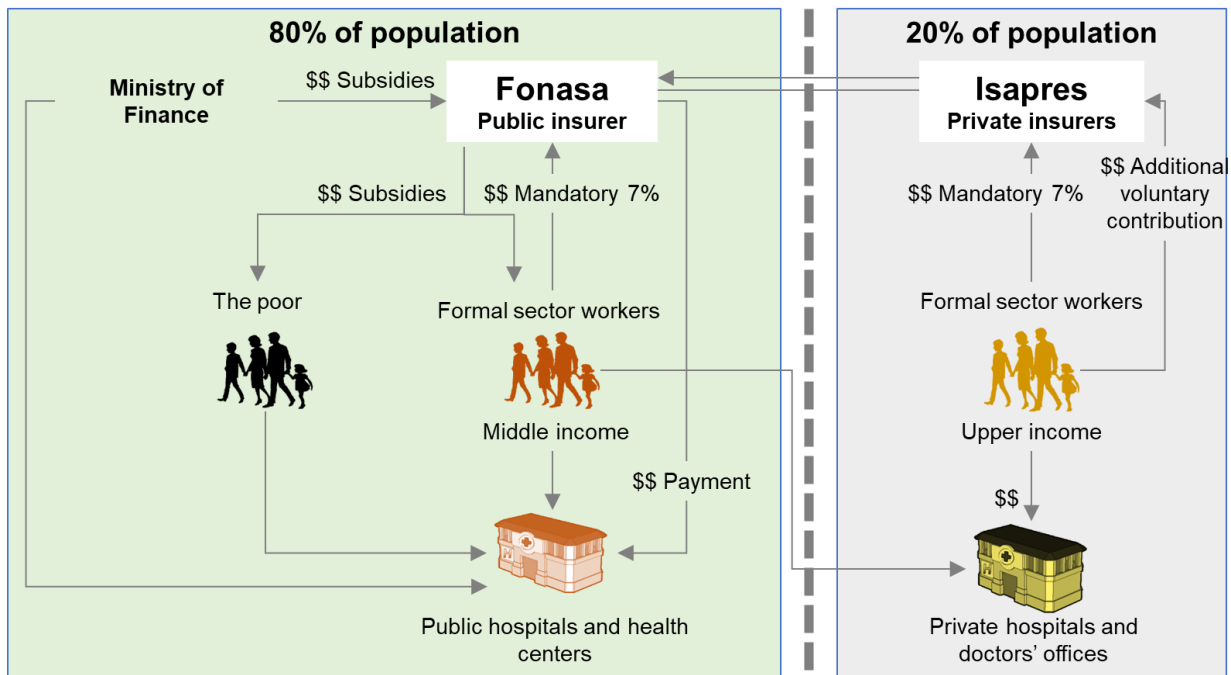 80% of population
20% of population
Ministry of
Finance
$$ Subsidies
Fonasa
Public insurer
Isapres
Private insurers
$$ Subsidies
$$ Mandatory 7%
$$ Mandatory 7%
$$ Additional
voluntary
contribution
The poor
Formal sector workers
Formal sector workers
Middle income
Upper income
$$ Payment
$$
Public hospitals and health
centers
Private hospitals and
doctors’ offices